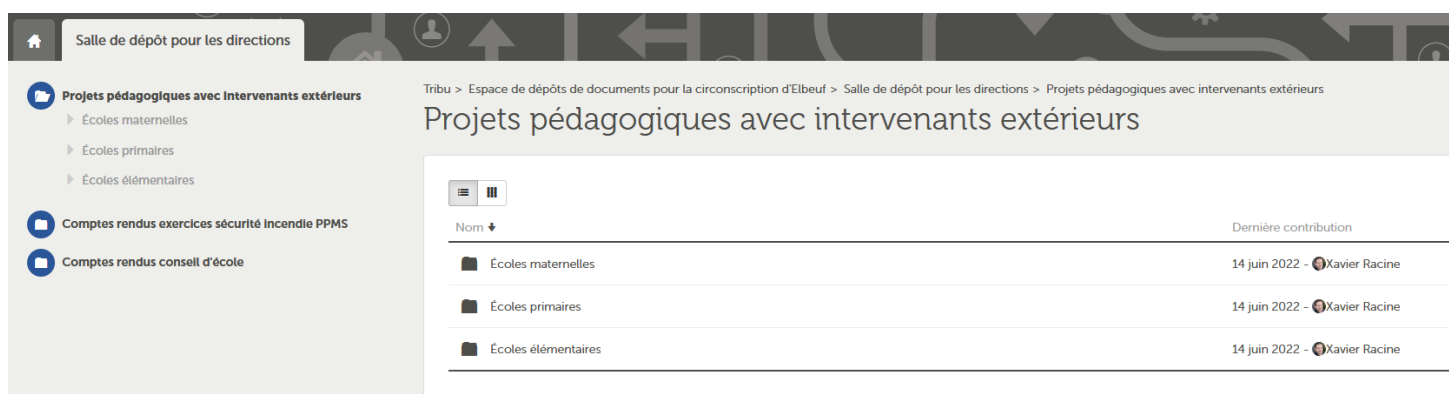 Salle de dépôt pour les directions
Projets pédagogiques avec intervenants extérieurs
Écoles maternelles
Écoles primaires
Écoles élémentaires
Comptes rendus exercices sécurité incendie PPMS
Comptes rendus conseil d'école
Tribu > Espace de dépôts de documents pour la circonscription d'Elbeuf > Salle de dépôt pour les directions > Projets pédagogiques avec intervenants extérieurs
Projets pédagogiques avec intervenants extérieurs
Nom Dernière contribution
Écoles maternelles 14 juin 2022 - Xavier Racine
Écoles primaires 14 juin 2022 - Xavier Racine
Écoles élémentaires 14 juin 2022 - Xavier Racine